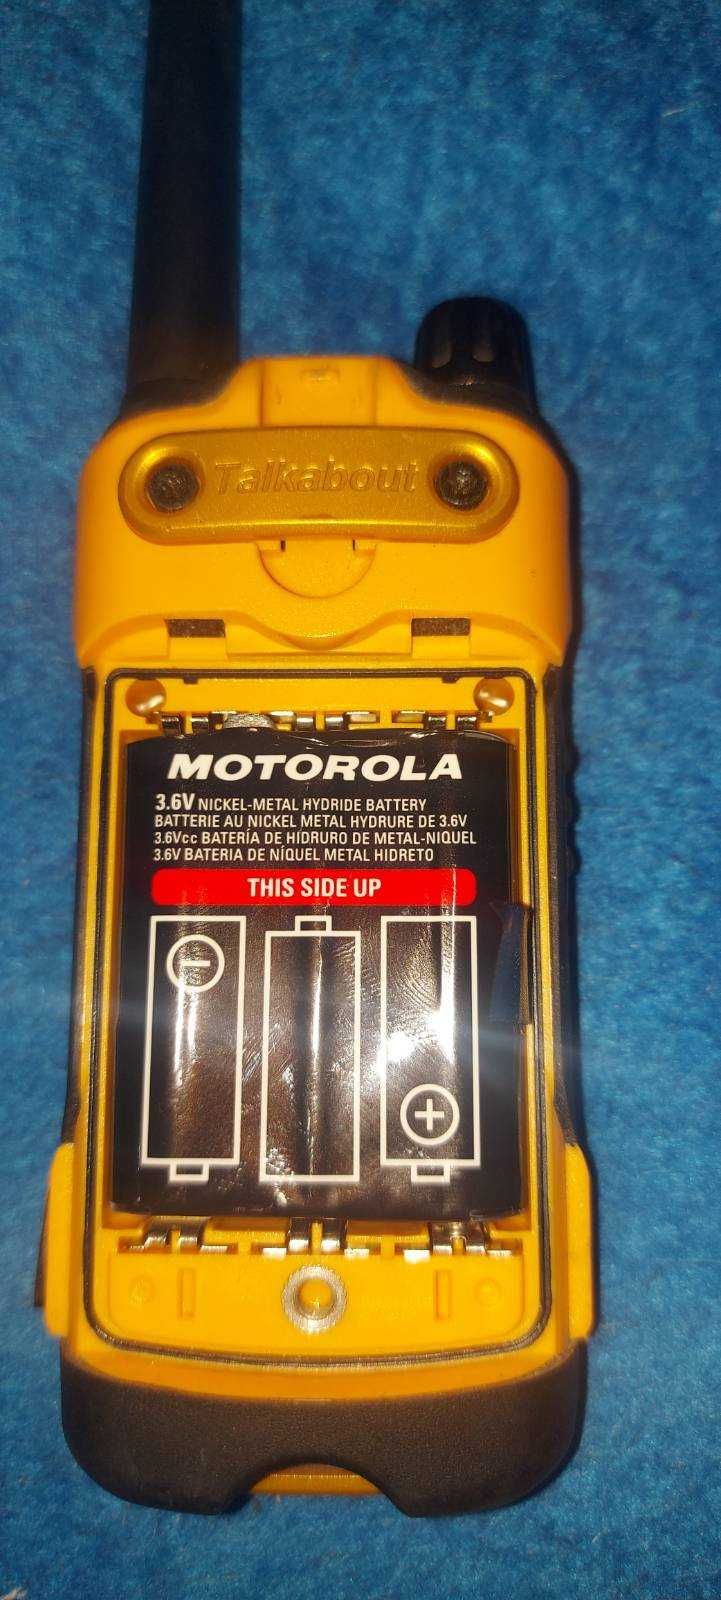 Talkabout
MOTOROLA
3.6V NICKEL-METAL HYDRIDE BATTERY
BATTERIE AU NICKEL METAL HYDRURE DE 3.6V
3.6Vcc BATERÍA DE HIDRURO DE METAL-NIQUEL
3.6V BATERIA DE NÍQUEL METAL HIDRETO
THIS SIDE UP